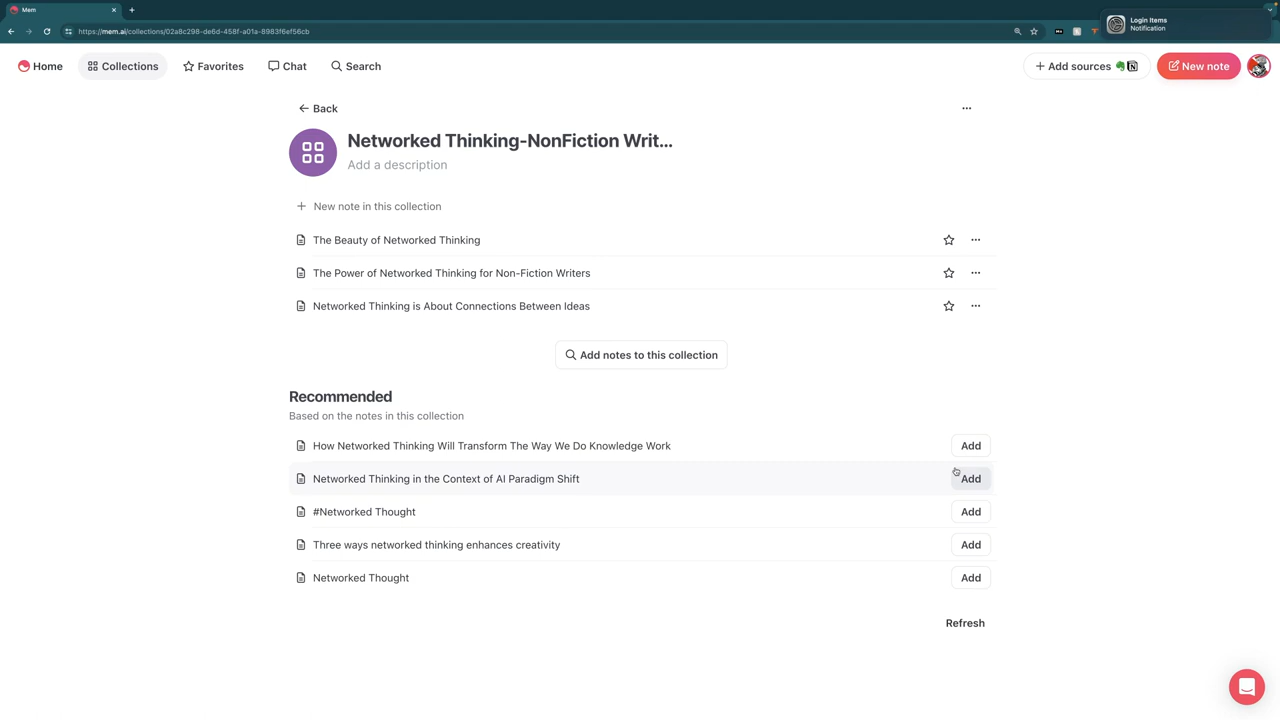 Mem
https://mem.ai/collections/02a8c298-de6d-458f-a01a-8983f6ef56cb
Login Items
Notification
Home
Collections
Favorites
Chat
Search
Add sources
New note
Back
Networked Thinking-NonFiction Writ...
Add a description
New note in this collection
The Beauty of Networked Thinking
The Power of Networked Thinking for Non-Fiction Writers
Networked Thinking is About Connections Between Ideas
Add notes to this collection
Recommended
Based on the notes in this collection
How Networked Thinking Will Transform The Way We Do Knowledge Work Add
Networked Thinking in the Context of AI Paradigm Shift Add
#Networked Thought Add
Three ways networked thinking enhances creativity Add
Networked Thought Add
Refresh